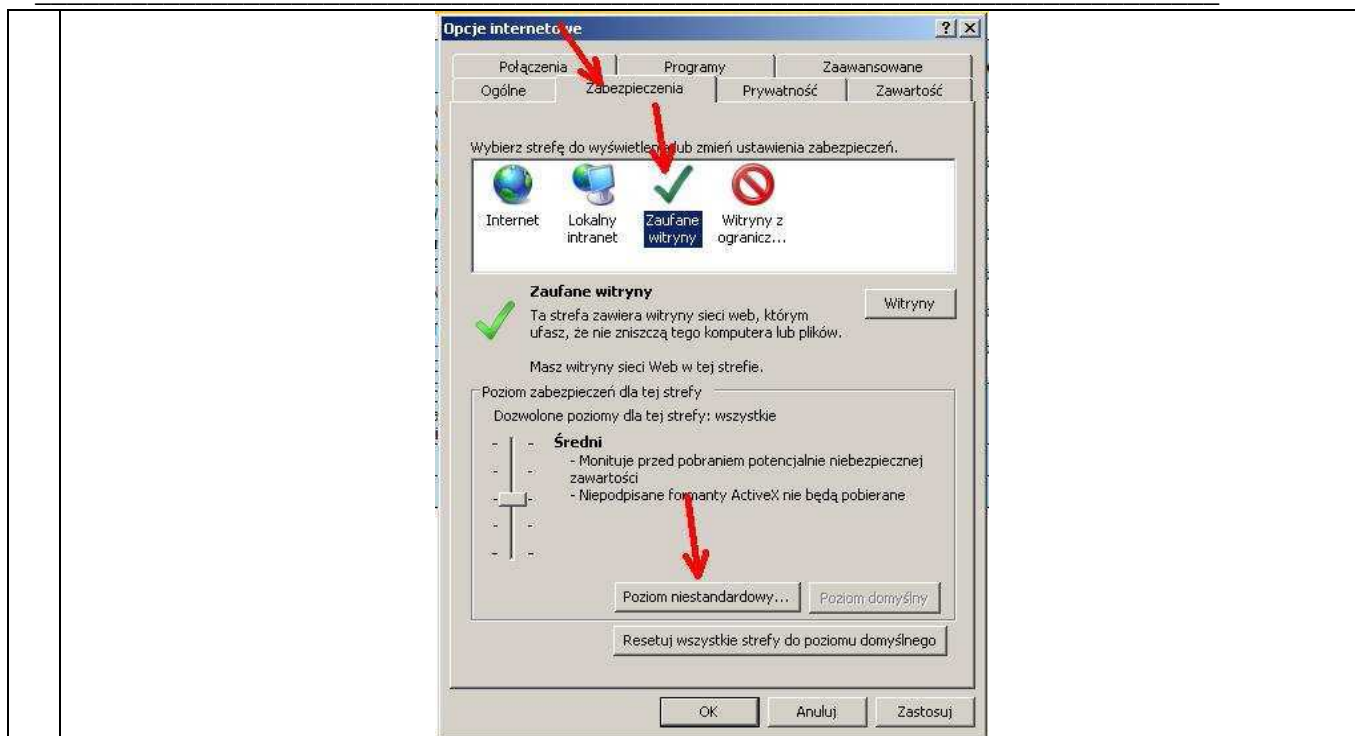 Opcje internetowe
Połączenia Programy Zaawansowane
Ogólne Zabezpieczenia Prywatność Zawartość
Wybierz strefę do wyświetlenia lub zmień ustawienia zabezpieczeń.
Internet
Lokalny
intranet
Zaufane
witryny
Witryny z
ogranicz...
Zaufane witryny
Witryny
Ta strefa zawiera witryny sieci web, którym
ufasz, że nie zniszczą tego komputera lub plików.
Masz witryny sieci Web w tej strefie.
Poziom zabezpieczeń dla tej strefy
Dozwolone poziomy dla tej strefy: wszystkie
Średni
- Monituje przed pobraniem potencjalnie niebezpiecznej
zawartości
- Niepodpisane formanty ActiveX nie będą pobierane
Poziom niestandardowy... Poziom domyślny
Resetuj wszystkie strefy do poziomu domyślnego
OK Anuluj Zastosuj